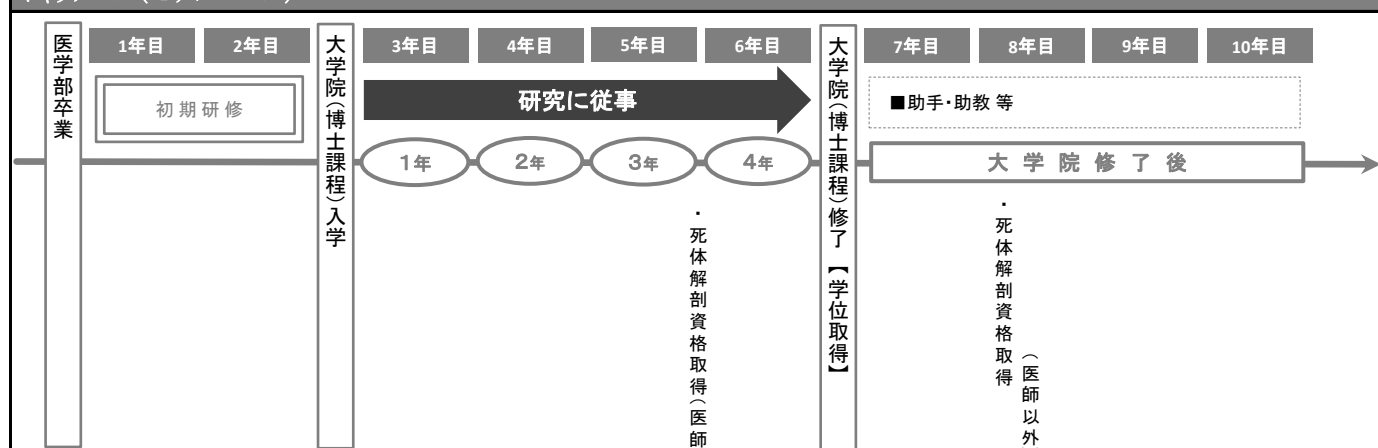 医学部卒業
1年目
2年目
初期研修
大学院(博士課程)入学
3年目
4年目
5年目
6年目
研究に従事
1年
2年
3年
4年
・死体解剖資格取得(医師
大学院(博士課程)修了【学位取得】
7年目
8年目
9年目
10年目
■助手・助教 等
大学院修了後
・死体解剖資格取得
(医師以外